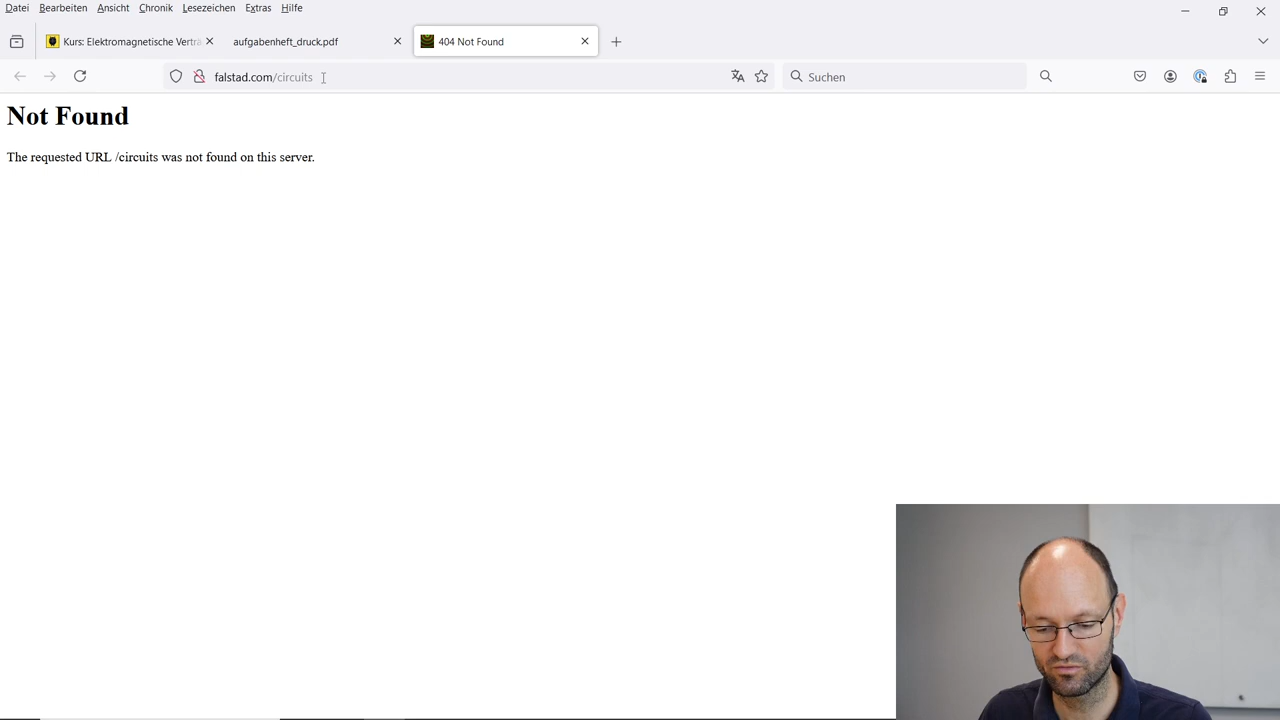 Datei Bearbeiten Ansicht Chronik Lesezeichen Extras Hilfe
Kurs: Elektromagnetische Verträ aufgabenheft_druck.pdf 404 Not Found
falstad.com/circuits Suchen
Not Found
The requested URL /circuits was not found on this server.